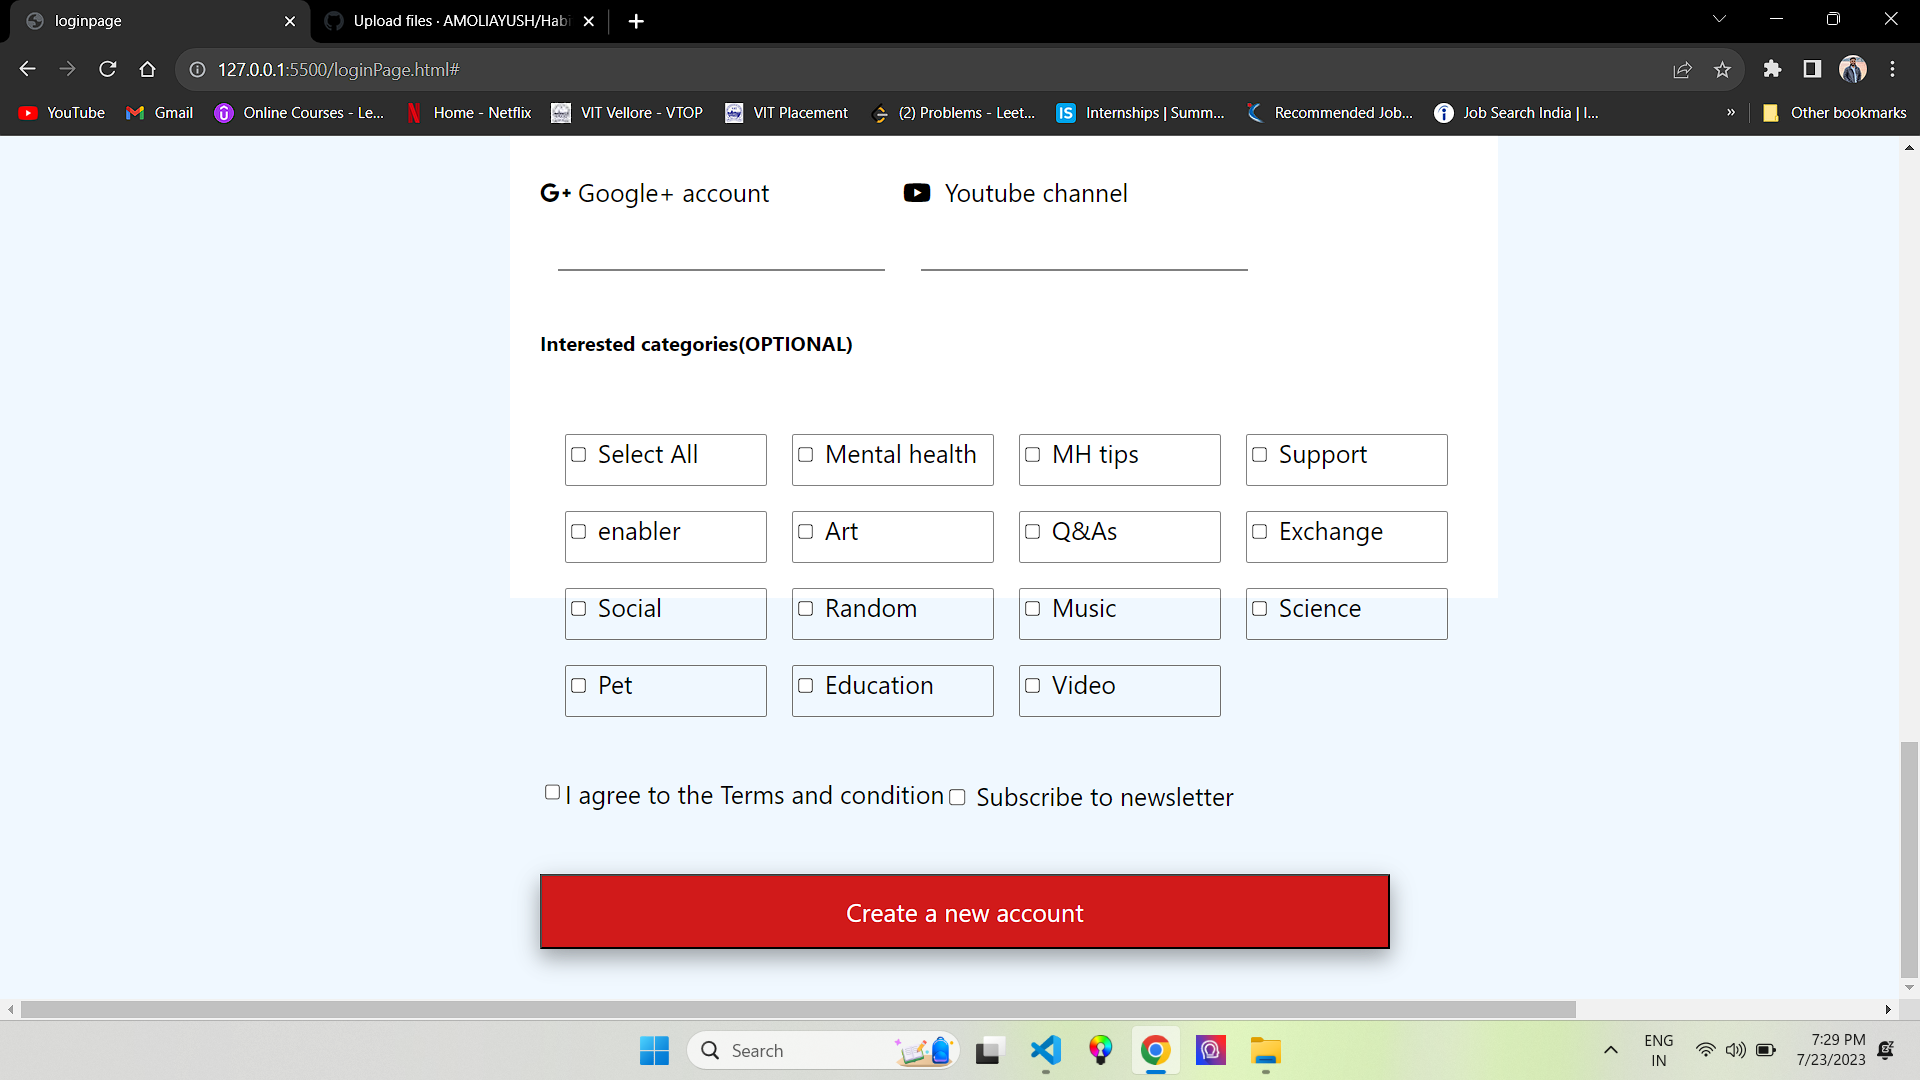 loginpage
Upload files · AMOLIAYUSH/Habi
127.0.0.1:5500/loginPage.html#
YouTube Gmail Online Courses - Le... Home - Netflix VIT Vellore - VTOP VIT Placement (2) Problems - Leet... IS Internships | Summ... Recommended Job... Job Search India | I... » Other bookmarks
G+ Google+ account Youtube channel
Interested categories(OPTIONAL)
Select All Mental health MH tips Support
enabler Art Q&As Exchange
Social Random Music Science
Pet Education Video
I agree to the Terms and condition Subscribe to newsletter
Create a new account
Search
ENG
IN
7:29 PM
7/23/2023